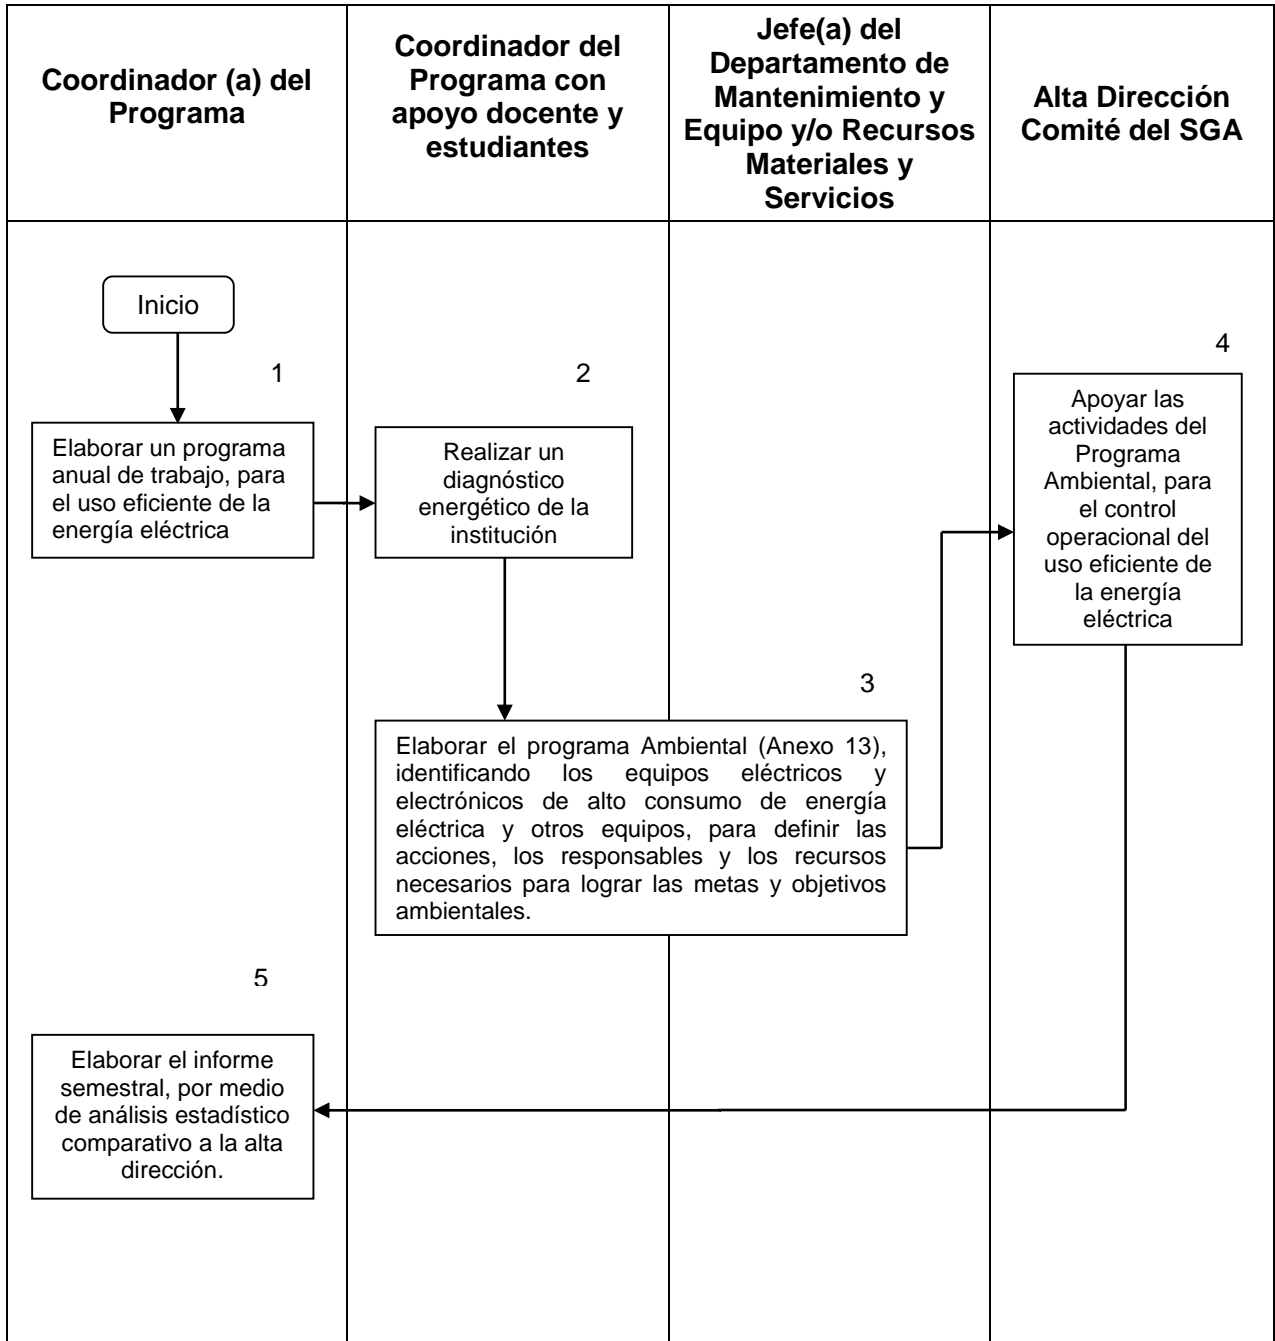 Coordinador (a) del
Programa
Coordinador del
Programa con
apoyo docente y
estudiantes
Jefe(a) del
Departamento de
Mantenimiento y
Equipo y/o Recursos
Materiales y
Servicios
Alta Dirección
Comité del SGA
Inicio
1
Elaborar un programa
anual de trabajo, para
el uso eficiente de la
energía eléctrica
2
Realizar un
diagnóstico
energético de la
institución
3
Elaborar el programa Ambiental (Anexo 13),
identificando los equipos eléctricos y
electrónicos de alto consumo de energía
eléctrica y otros equipos, para definir las
acciones, los responsables y los recursos
necesarios para lograr las metas y objetivos
ambientales.
4
Apoyar las
actividades del
Programa
Ambiental, para
el control
operacional del
uso eficiente de
la energía
eléctrica
5
Elaborar el informe
semestral, por medio
de análisis estadístico
comparativo a la alta
dirección.